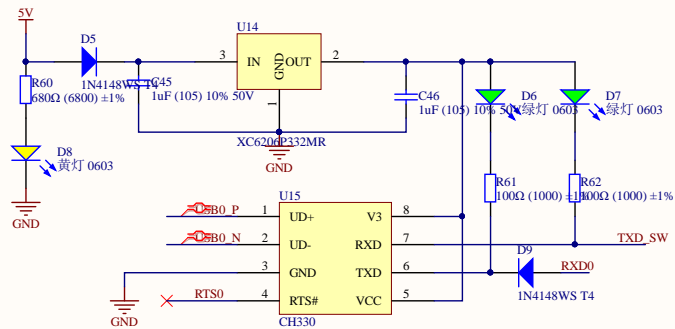 5V
D5
1N4148WS T4
R60
680Ω (6800) ±1%
D8
黄灯 0603
GND
C45
1uF (105) 10% 50V
U14
3
IN
GND
OUT
2
1
XC6206P332MR
GND
C46
1uF (105) 10% 50V
D6
绿灯 0603
D7
绿灯 0603
R61
100Ω (1000) ±1%
R62
100Ω (1000) ±1%
U15
USB0_P
1
UD+
V3
8
USB0_N
2
UD-
RXD
7
TXD_SW
3
GND
TXD
6
D9
RXD0
1N4148WS T4
RTS0
4
RTS#
VCC
5
GND
CH330